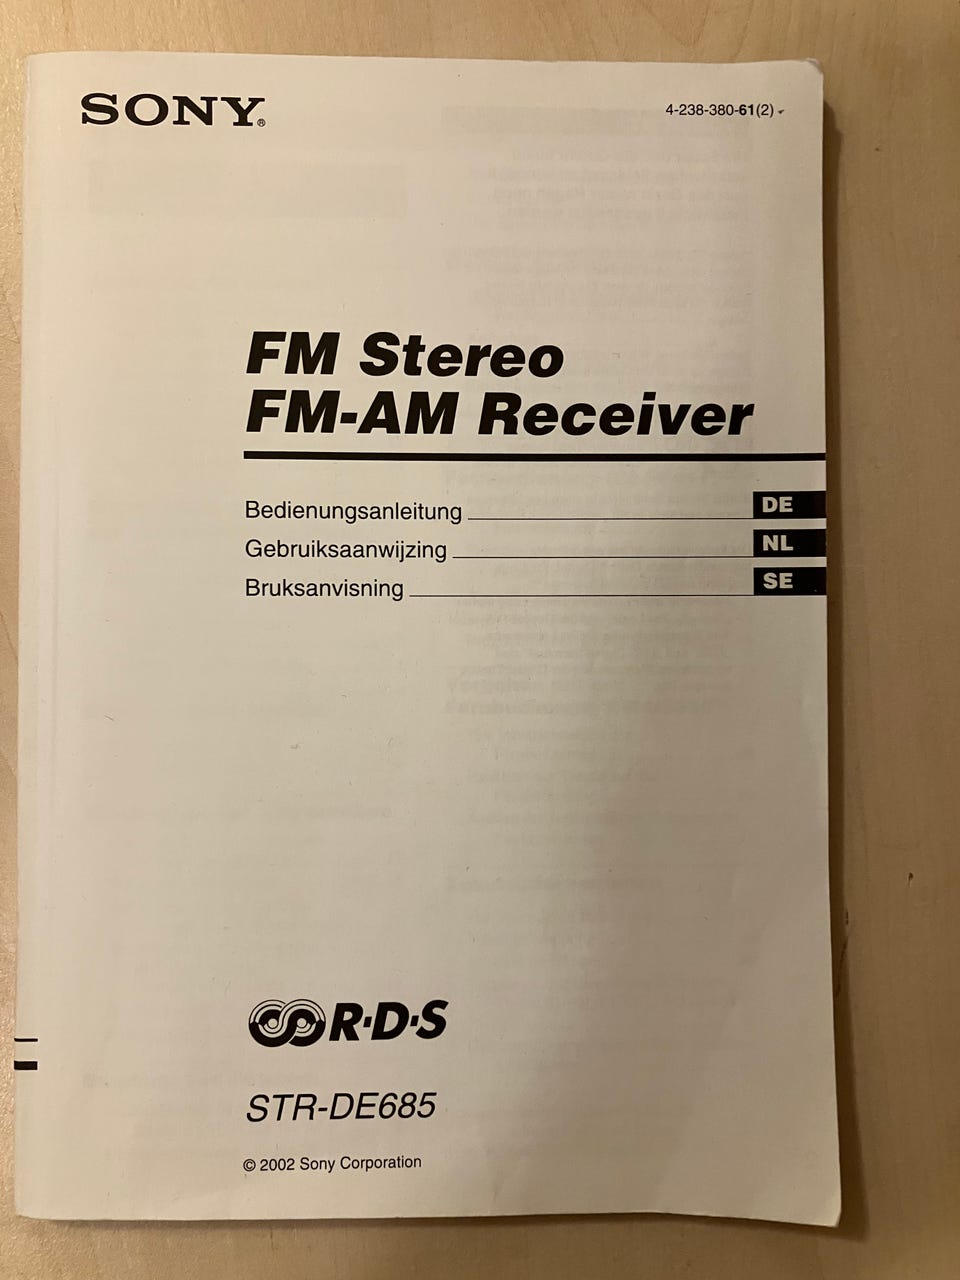 SONY®
4-238-380-61(2)
FM Stereo
FM-AM Receiver
Bedienungsanleitung DE
Gebruiksaanwijzing NL
Bruksanvisning SE
R·D·S
STR-DE685
© 2002 Sony Corporation